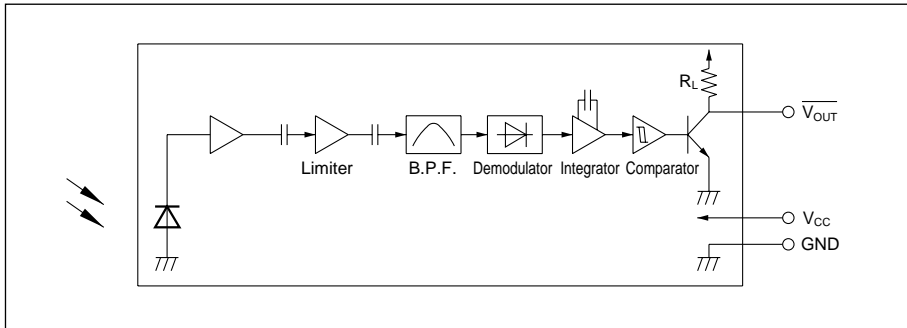 R_L
V_OUT
Limiter
B.P.F.
Demodulator
Integrator
Comparator
V_CC
GND